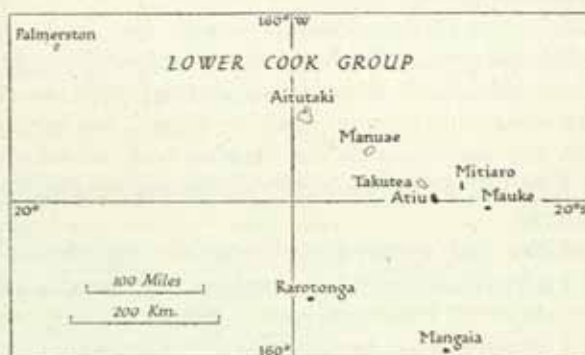 160° W
Palmerston
LOWER COOK GROUP
Aitutaki
Manuae
Takutea
Mitiaro
Atiu
Mauke
20°
20°S
100 Miles
200 Km.
Rarotonga
Mangaia
160°